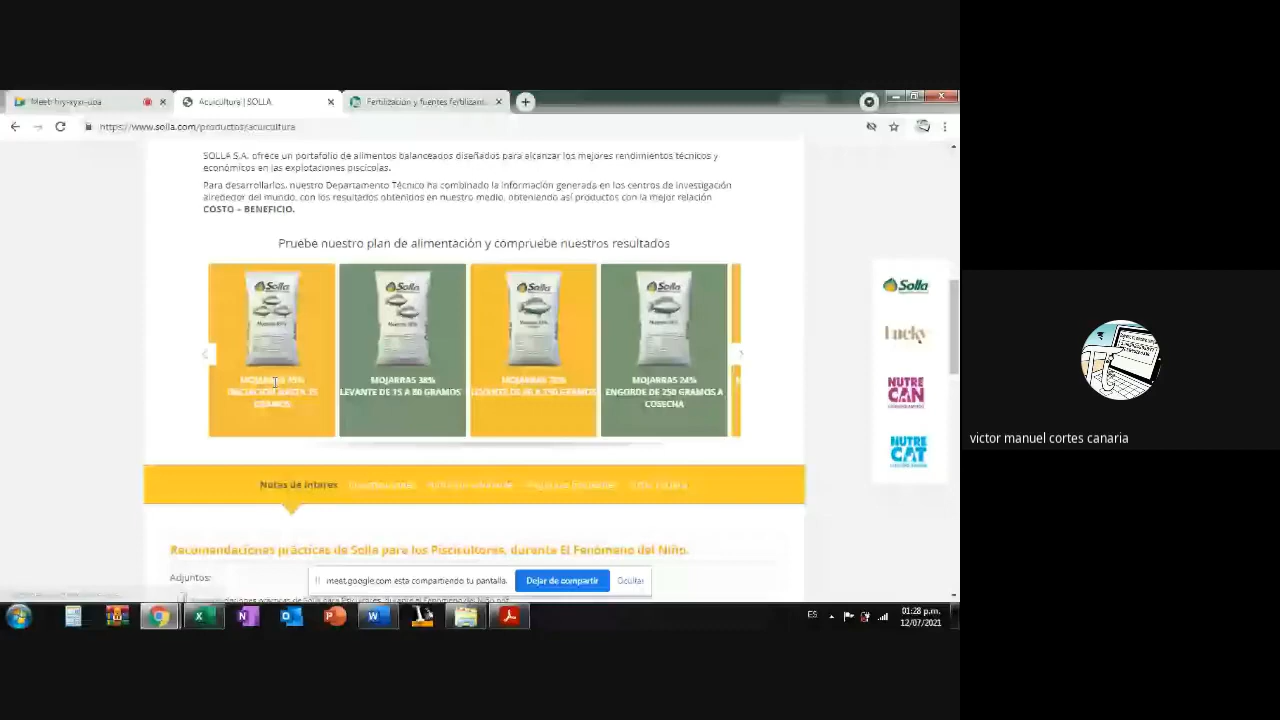 Acuicultura | SOLLA
Fertilización y fuentes fertilizant
https://www.solla.com/productos/acuicultura
SOLLA S.A. ofrece un portafolio de alimentos balanceados diseñados para alcanzar los mejores rendimientos técnicos y
económicos en las explotaciones piscícolas.
Para desarrollarlos, nuestro Departamento Técnico ha combinado la información generada en los centros de investigación
alrededor del mundo, con los resultados obtenidos en nuestro medio, obteniendo así productos con la mejor relación
COSTO – BENEFICIO.
Pruebe nuestro plan de alimentación y compruebe nuestros resultados
Solla
Solla
Solla
Solla
MOJARRAS 38%
LEVANTE DE 15 A 80 GRAMOS
MOJARRAS 24%
ENGORDE DE 250 GRAMOS A
COSECHA
Solla
Lucky
NUTRE
CAN
NUTRE
CAT
Notas de interes
Recomendaciones prácticas de Solla para los Piscicultores, durante El Fenómeno del Niño.
Adjuntos:
meet.google.com está compartiendo tu pantalla.
Dejar de compartir
Ocultar
ES
01:28 p.m.
12/07/2021
victor manuel cortes canaria